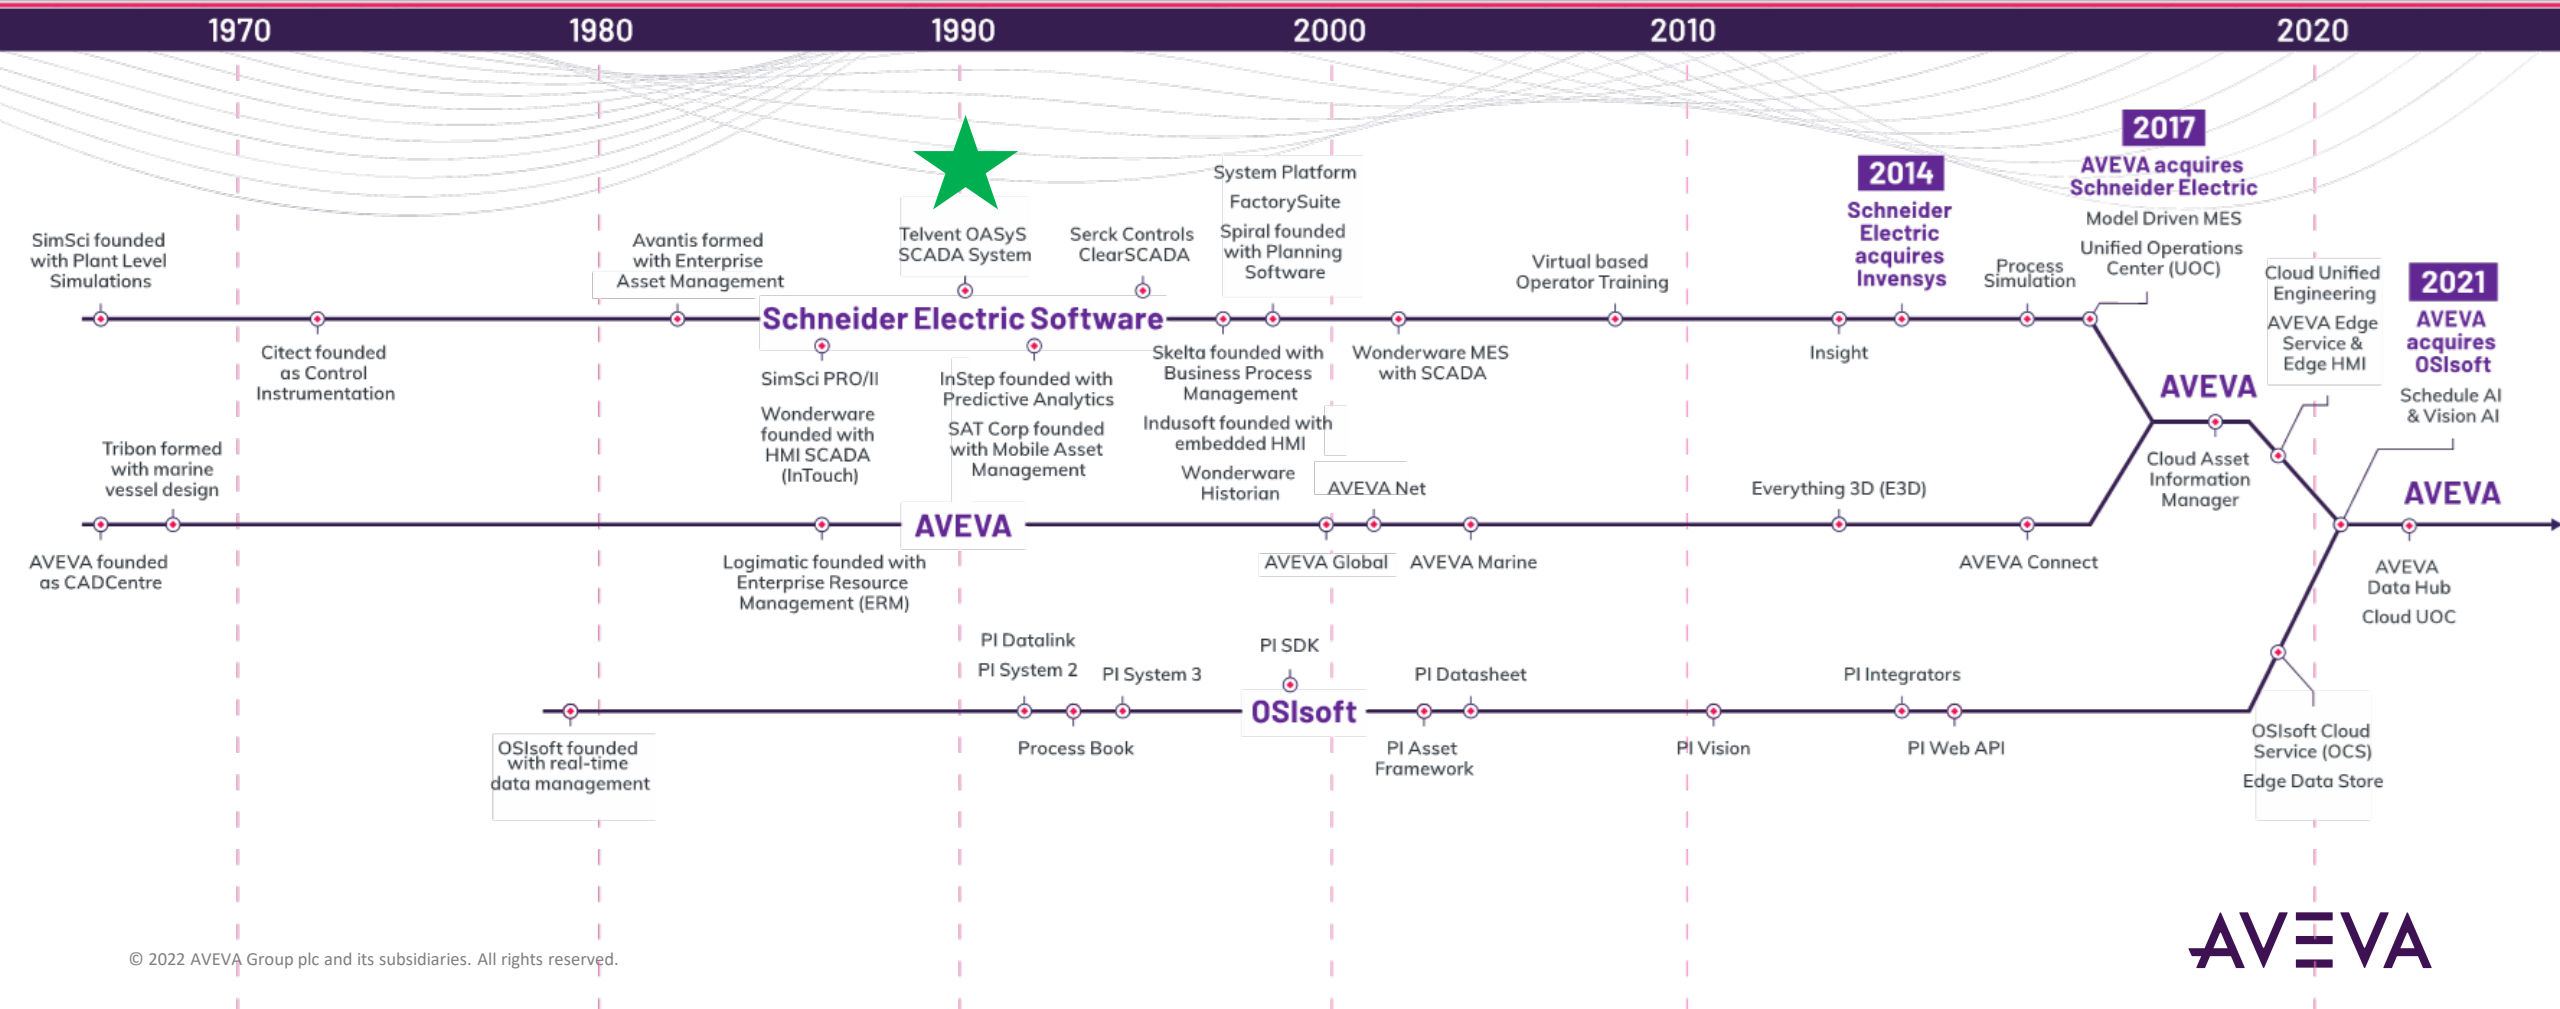 1970
1980
1990
2000
2010
2020
SimSci founded
with Plant Level
Simulations
Citect founded
as Control
Instrumentation
Avantis formed
with Enterprise
Asset Management
Telvent OASyS
SCADA System
Serck Controls
ClearSCADA
System Platform
FactorySuite
Spiral founded
with Planning
Software
Virtual based
Operator Training
2014
Schneider
Electric
acquires
Invensys
Process
Simulation
2017
AVEVA acquires
Schneider Electric
Model Driven MES
Unified Operations
Center (UOC)
Cloud Unified
Engineering
AVEVA Edge
Service &
Edge HMI
2021
AVEVA
acquires
OSIsoft
Schedule AI
& Vision AI
Schneider Electric Software
SimSci PRO/II
Wonderware
founded with
HMI SCADA
(InTouch)
InStep founded with
Predictive Analytics
SAT Corp founded
with Mobile Asset
Management
Skelta founded with
Business Process
Management
Indusoft founded with
embedded HMI
Wonderware
Historian
Wonderware MES
with SCADA
Insight
AVEVA
Cloud Asset
Information
Manager
Tribon formed
with marine
vessel design
AVEVA founded
as CADCentre
Logimatic founded with
Enterprise Resource
Management (ERM)
AVEVA
AVEVA Net
AVEVA Global
AVEVA Marine
Everything 3D (E3D)
AVEVA Connect
AVEVA
AVEVA
Data Hub
Cloud UOC
PI Datalink
PI System 2
PI System 3
PI SDK
PI Datasheet
PI Integrators
OSIsoft
OSIsoft founded
with real-time
data management
Process Book
PI Asset
Framework
PI Vision
PI Web API
OSIsoft Cloud
Service (OCS)
Edge Data Store
© 2022 AVEVA Group plc and its subsidiaries. All rights reserved.
AVEVA